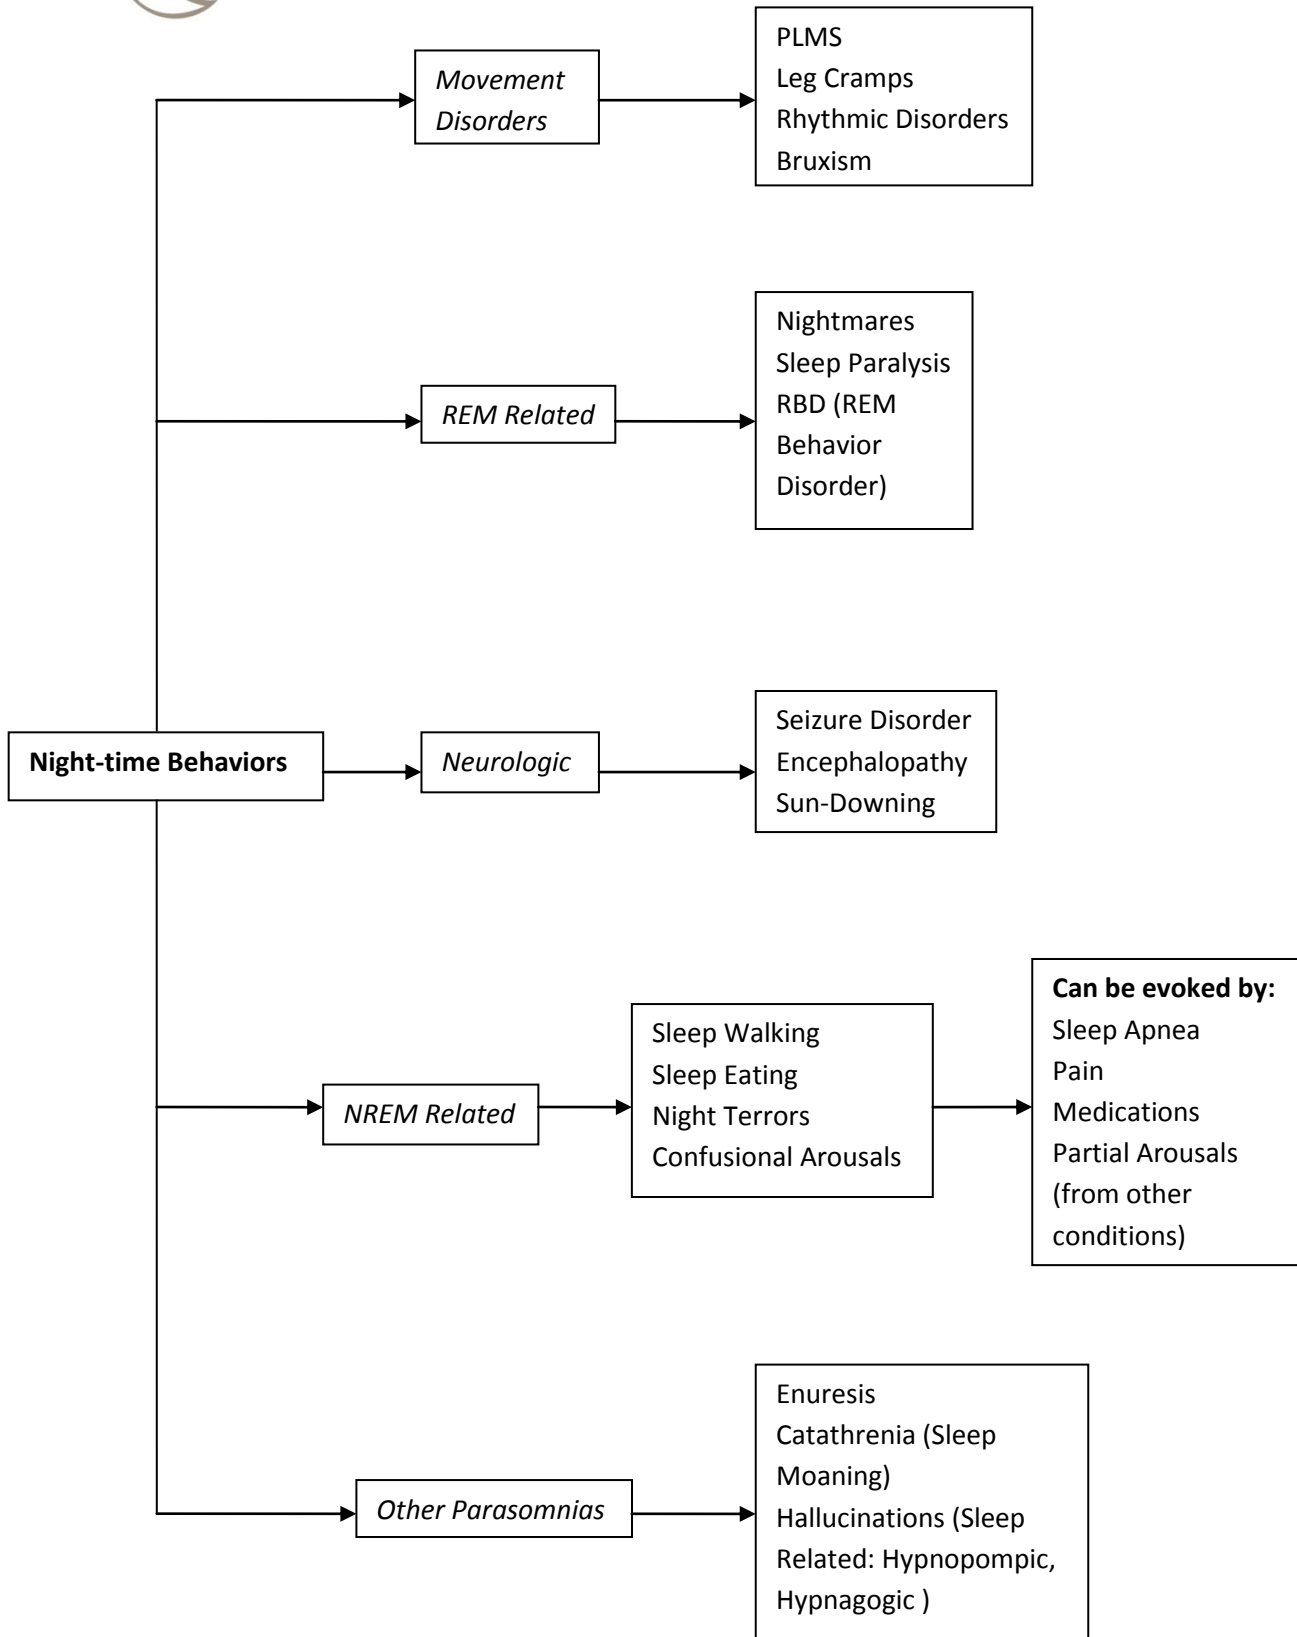 Movement
Disorders
PLMS
Leg Cramps
Rhythmic Disorders
Bruxism
REM Related
Nightmares
Sleep Paralysis
RBD (REM
Behavior
Disorder)
Night-time Behaviors
Neurologic
Seizure Disorder
Encephalopathy
Sun-Downing
NREM Related
Sleep Walking
Sleep Eating
Night Terrors
Confusional Arousals
Can be evoked by:
Sleep Apnea
Pain
Medications
Partial Arousals
(from other
conditions)
Other Parasomnias
Enuresis
Catathrenia (Sleep
Moaning)
Hallucinations (Sleep
Related: Hypnopompic,
Hypnagogic )